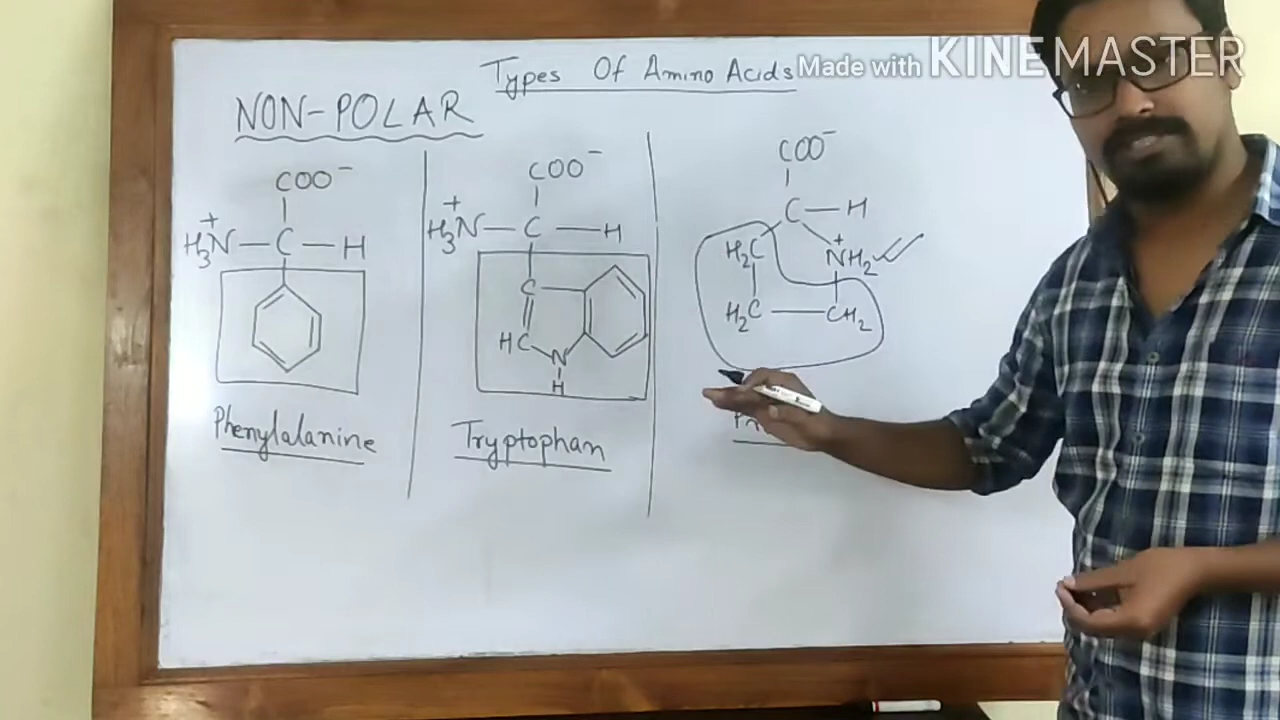 Types Of Amino Acids
Made with KINEMASTER
NON-POLAR
COO⁻
H₃N⁺—C—H
Phenylalanine
COO⁻
H₃N⁺—C—H
C
HC
N
H
Tryptophan
COO⁻
C—H
H₂C
N⁺H₂
H₂C—CH₂